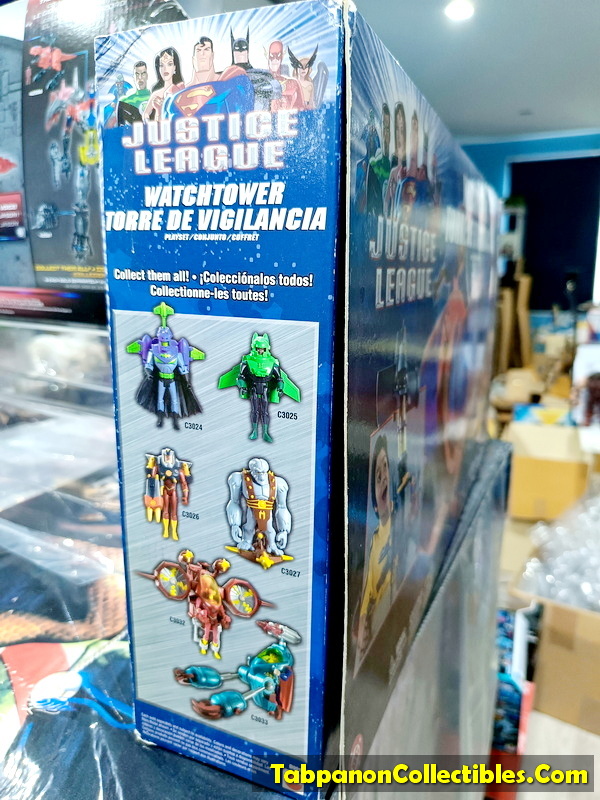 JUSTICE
LEAGUE
WATCHTOWER
TORRE DE VIGILANCIA
PLAYSET/CONJUNTO/COFFRET
Collect them all! • ¡Colecciónalos todos!
Collectionne-les toutes!
C3024
C3025
C3026
C3027
C3032
C3033
JUSTICE
LEAGUE
TabpanonCollectibles.Com